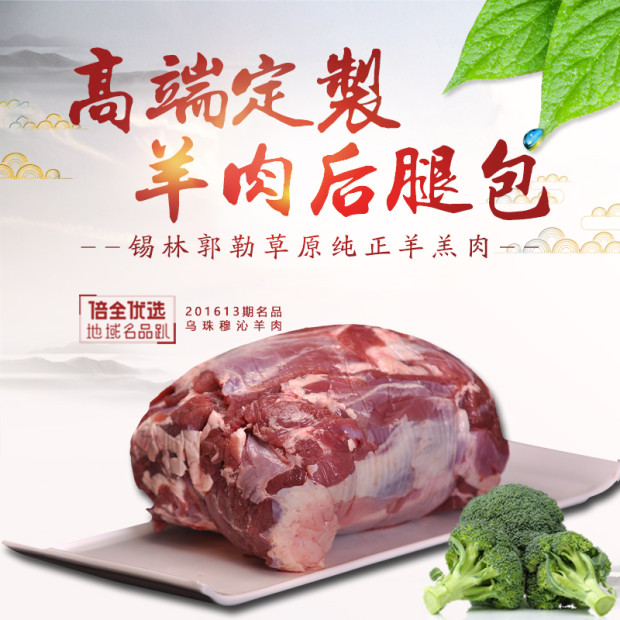 高端定製
羊肉后腿包
锡林郭勒草原纯正羊羔肉
倍全优选
地域名品趴
201613期名品
乌珠穆沁羊肉